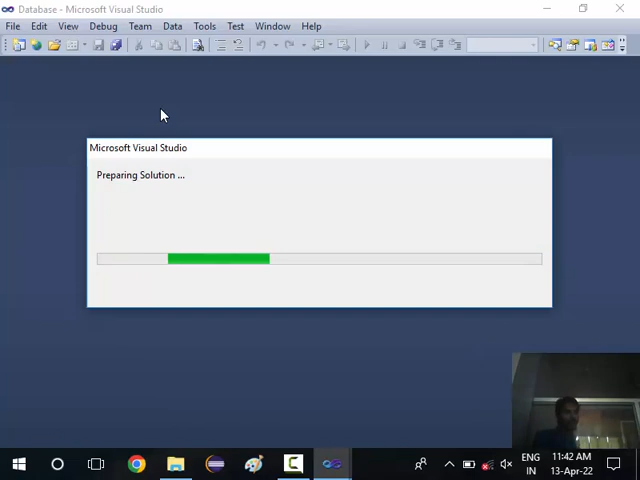 Database - Microsoft Visual Studio
File Edit View Debug Team Data Tools Test Window Help
Microsoft Visual Studio
Preparing Solution ...
ENG 11:42 AM
IN 13-Apr-22